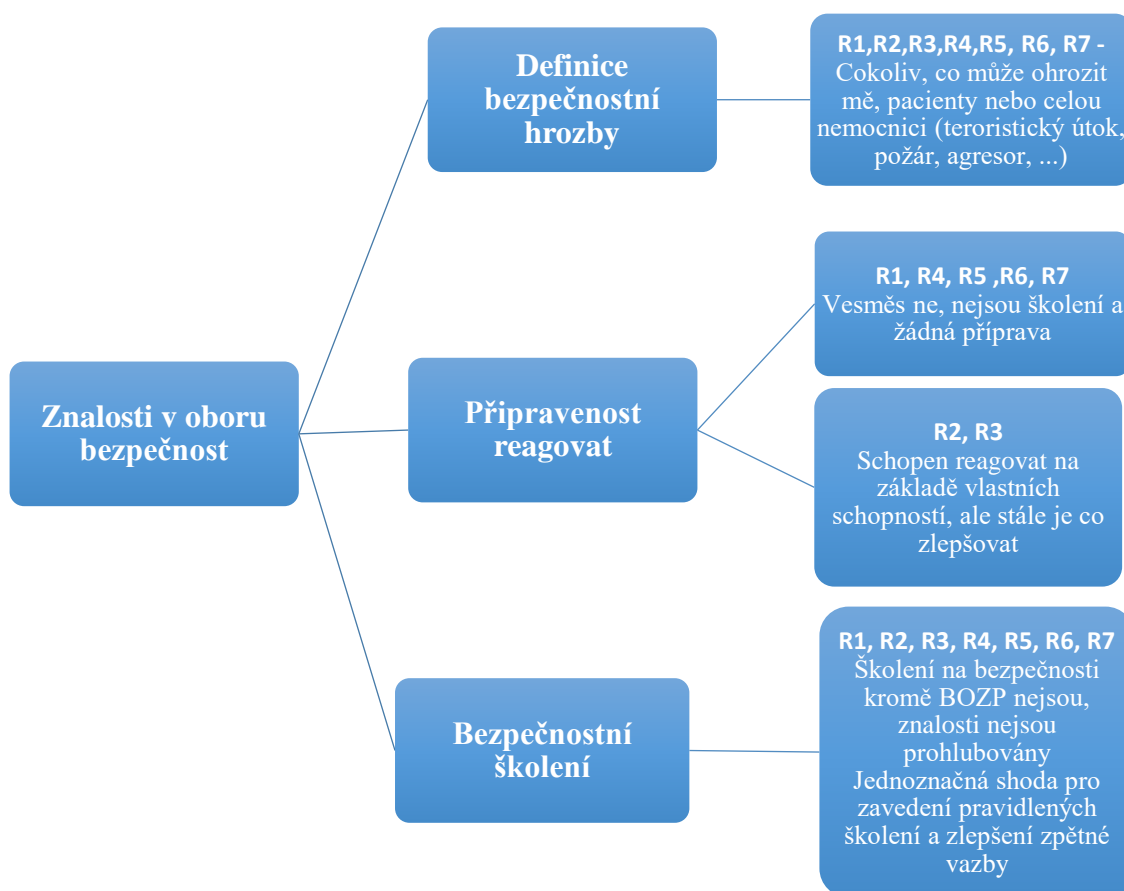 Znalosti v oboru
bezpečnost
Definice
bezpečnostní
hrozby
R1,R2,R3,R4,R5, R6, R7 -
Cokoliv, co může ohrozit
mě, pacienty nebo celou
nemocnici (teroristický útok,
požár, agresor, ...)
Připravenost
reagovat
R1, R4, R5 ,R6, R7
Vesměs ne, nejsou školení a
žádná příprava
R2, R3
Schopen reagovat na
základě vlastních
schopností, ale stále je co
zlepšovat
Bezpečnostní
školení
R1, R2, R3, R4, R5, R6, R7
Školení na bezpečnosti
kromě BOZP nejsou,
znalosti nejsou
prohlubovány
Jednoznačná shoda pro
zavedení pravidlených
školení a zlepšení zpětné
vazby